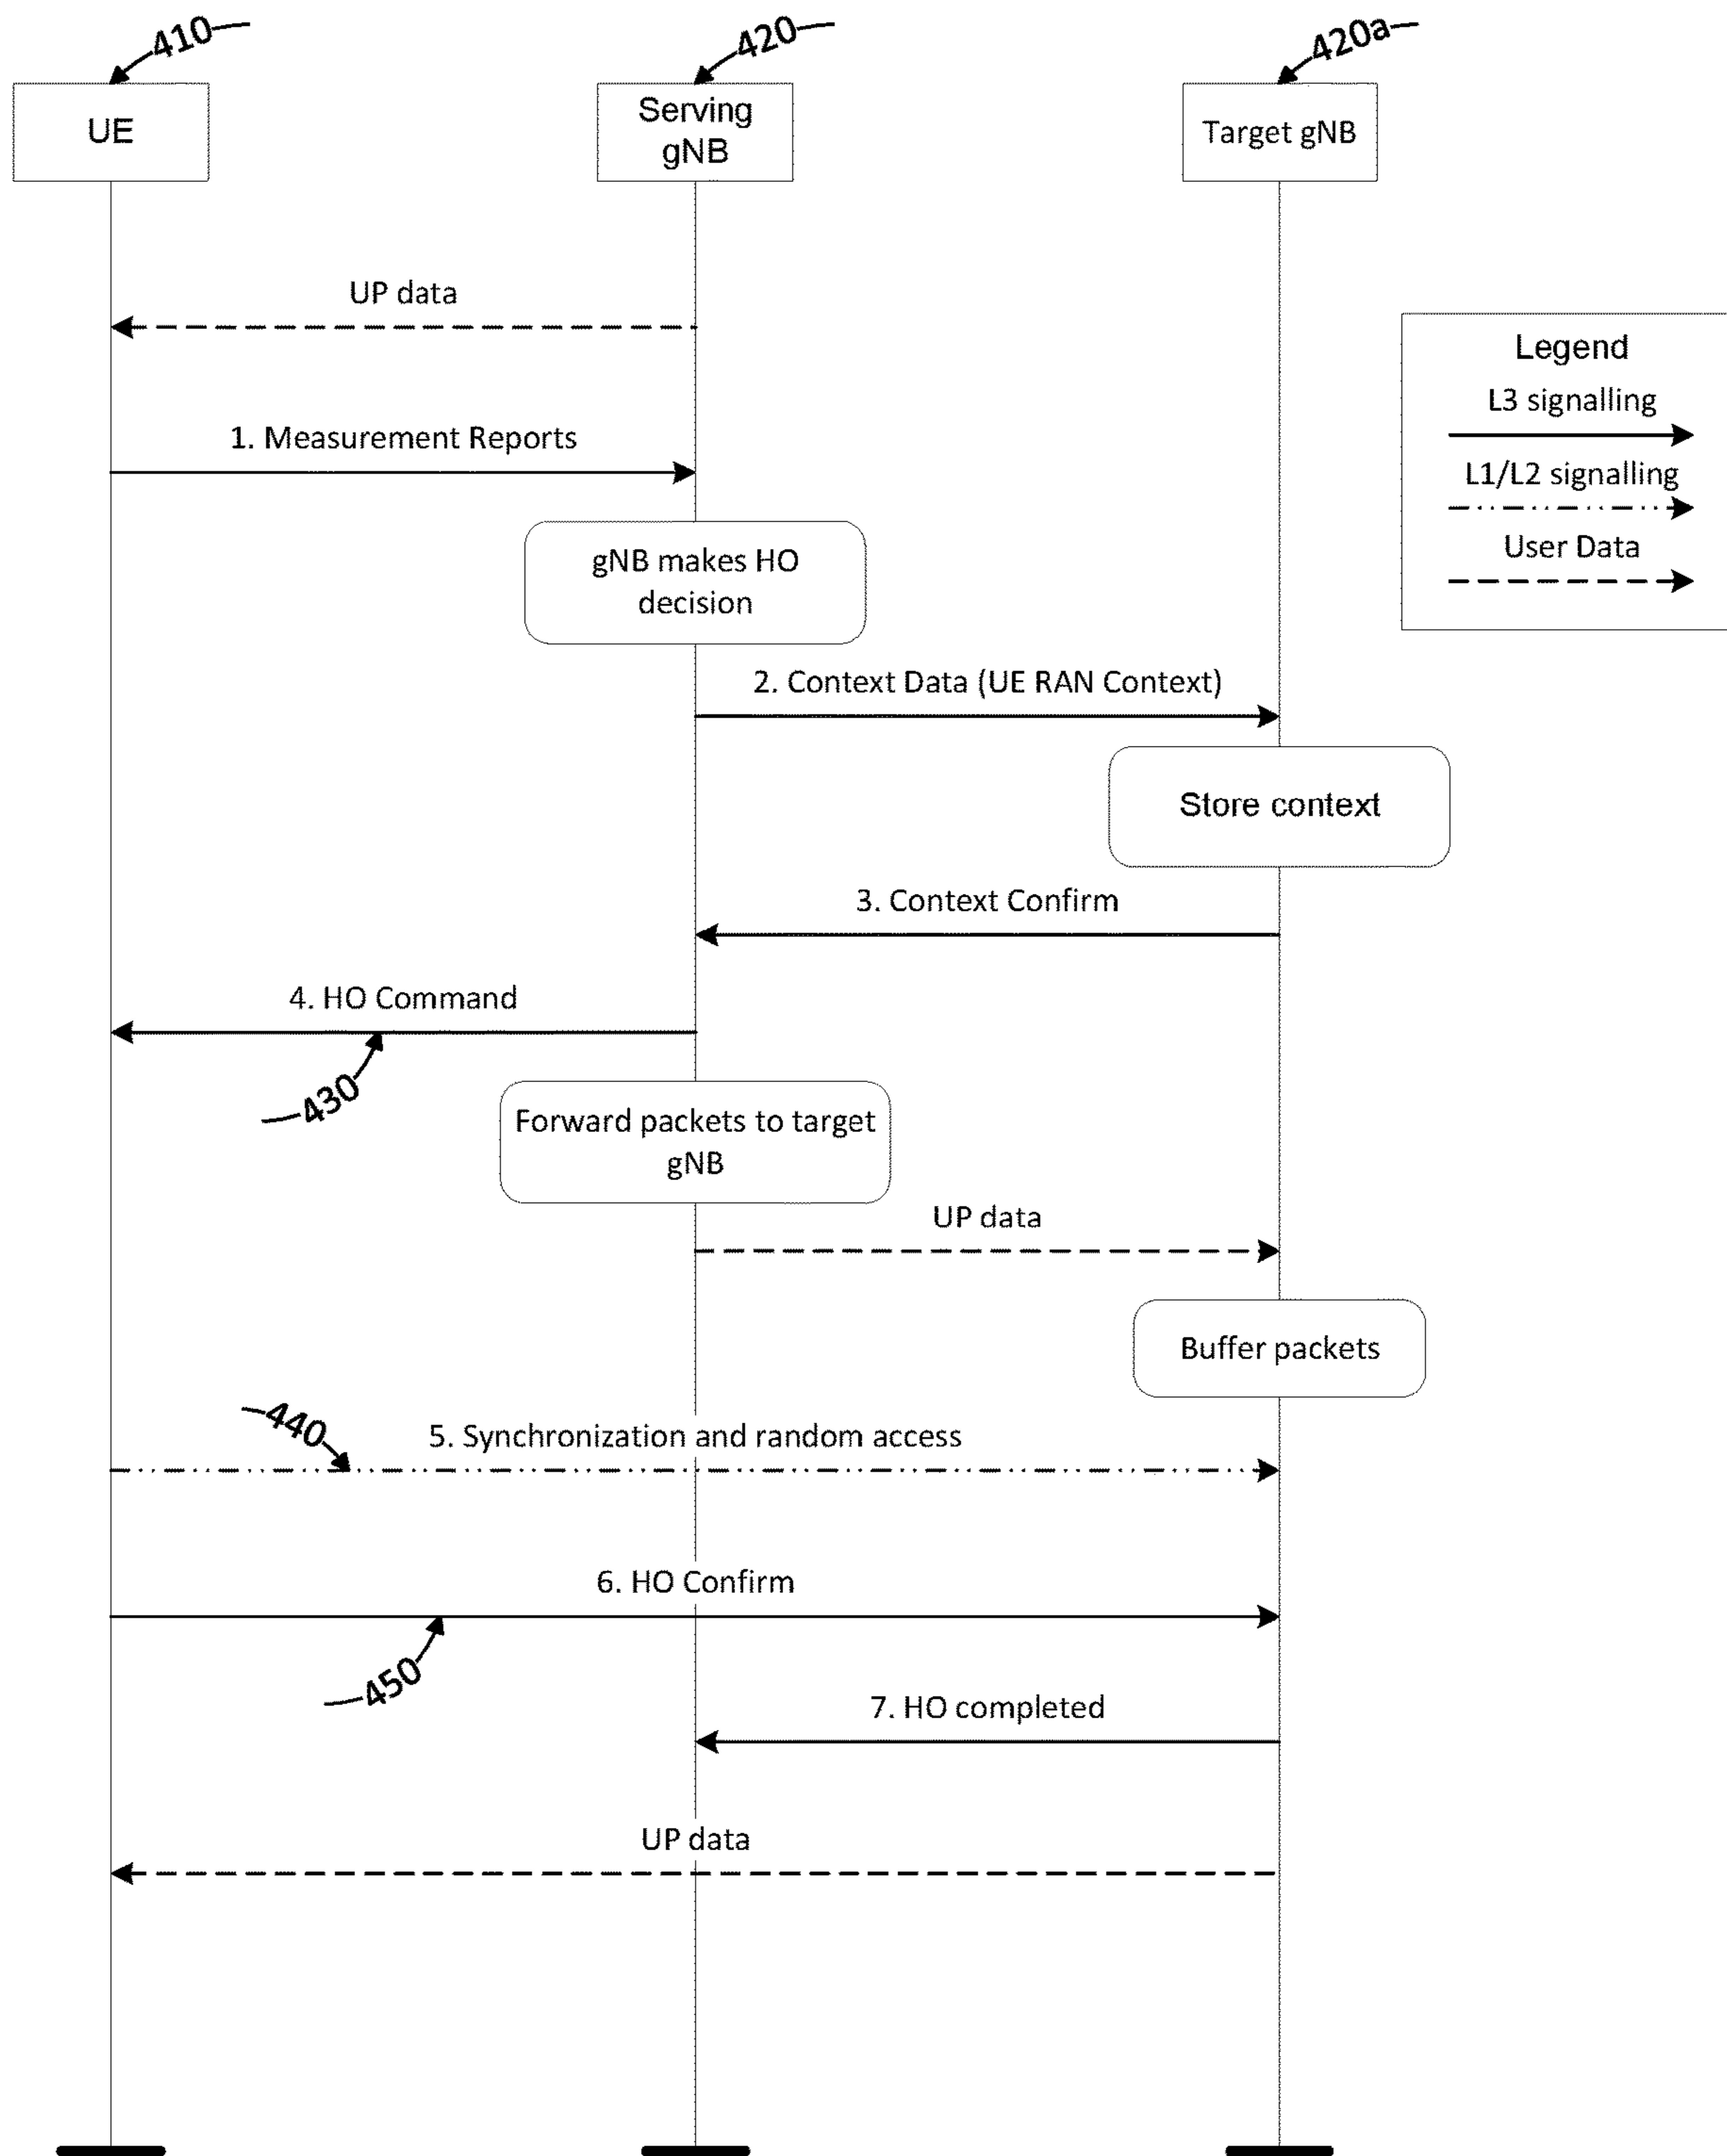 410
420
420a
UE
Serving
gNB
Target gNB
UP data
Legend
L3 signalling
L1/L2 signalling
User Data
1. Measurement Reports
gNB makes HO
decision
2. Context Data (UE RAN Context)
Store context
3. Context Confirm
4. HO Command
430
Forward packets to target
gNB
UP data
Buffer packets
440
5. Synchronization and random access
6. HO Confirm
450
7. HO completed
UP data